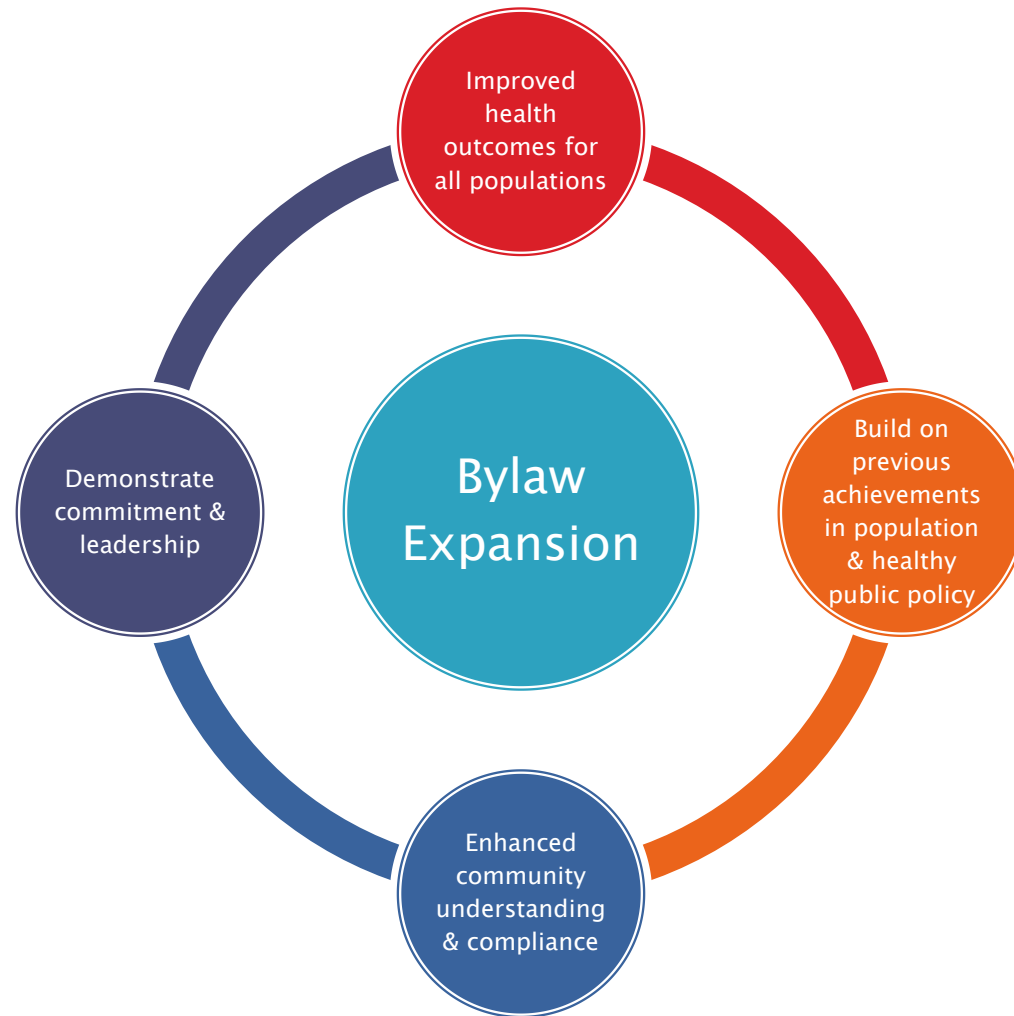 Improved
health
outcomes for
all populations
Build on
previous
achievements
in population
& healthy
public policy
Bylaw
Expansion
Demonstrate
commitment &
leadership
Enhanced
community
understanding
& compliance